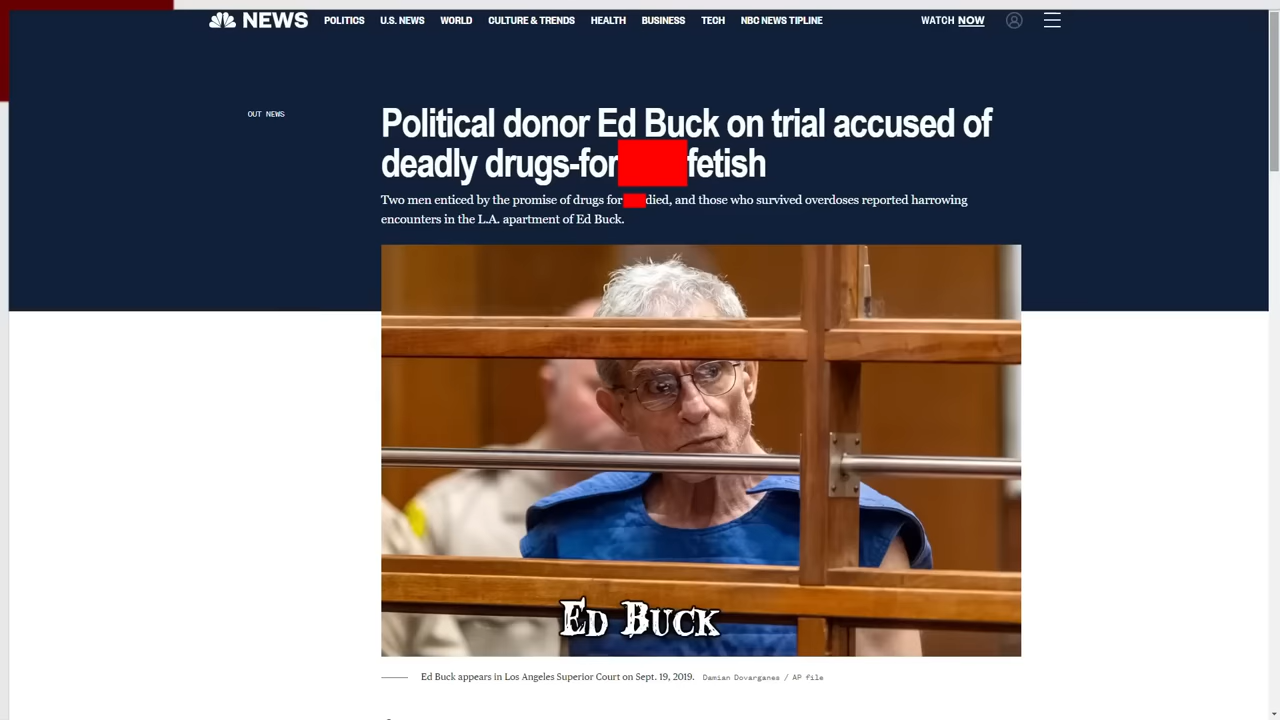 NEWS POLITICS U.S. NEWS WORLD CULTURE & TRENDS HEALTH BUSINESS TECH NBC NEWS TIPLINE WATCH NOW
OUT NEWS
Political donor Ed Buck on trial accused of
deadly drugs-for fetish
Two men enticed by the promise of drugs for died, and those who survived overdoses reported harrowing
encounters in the L.A. apartment of Ed Buck.
Ed Buck
Ed Buck appears in Los Angeles Superior Court on Sept. 19, 2019. Damian Dovarganes / AP file